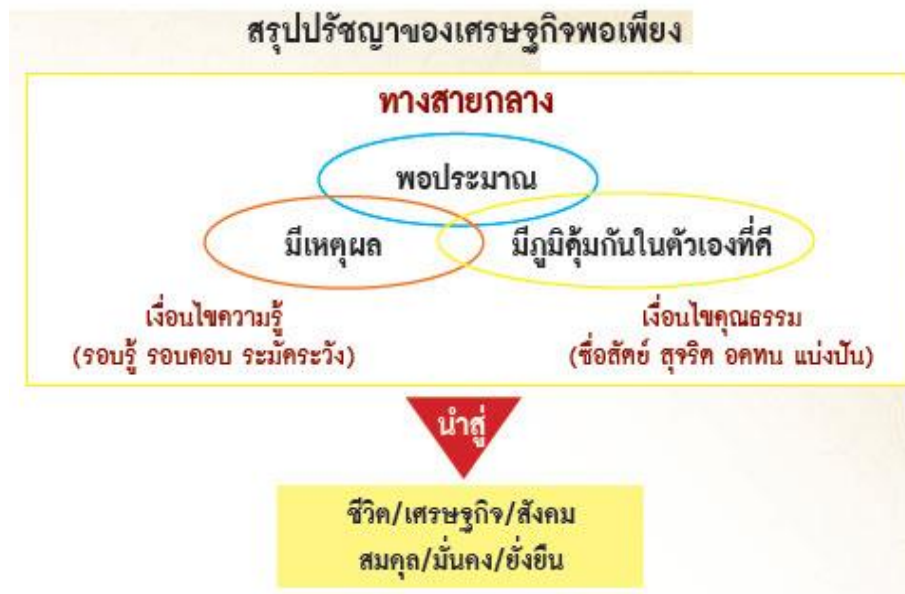 สรุปปรัชญาของเศรษฐกิจพอเพียง
ทางสายกลาง
พอประมาณ
มีเหตุผล
มีภูมิคุ้มกันในตัวเองที่ดี
เงื่อนไขความรู้
(รอบรู้ รอบคอบ ระมัดระวัง)
เงื่อนไขคุณธรรม
(ซื่อสัตย์ สุจริต อดทน แบ่งปัน)
นำสู่
ชีวิต/เศรษฐกิจ/สังคม
สมดุล/มั่นคง/ยั่งยืน